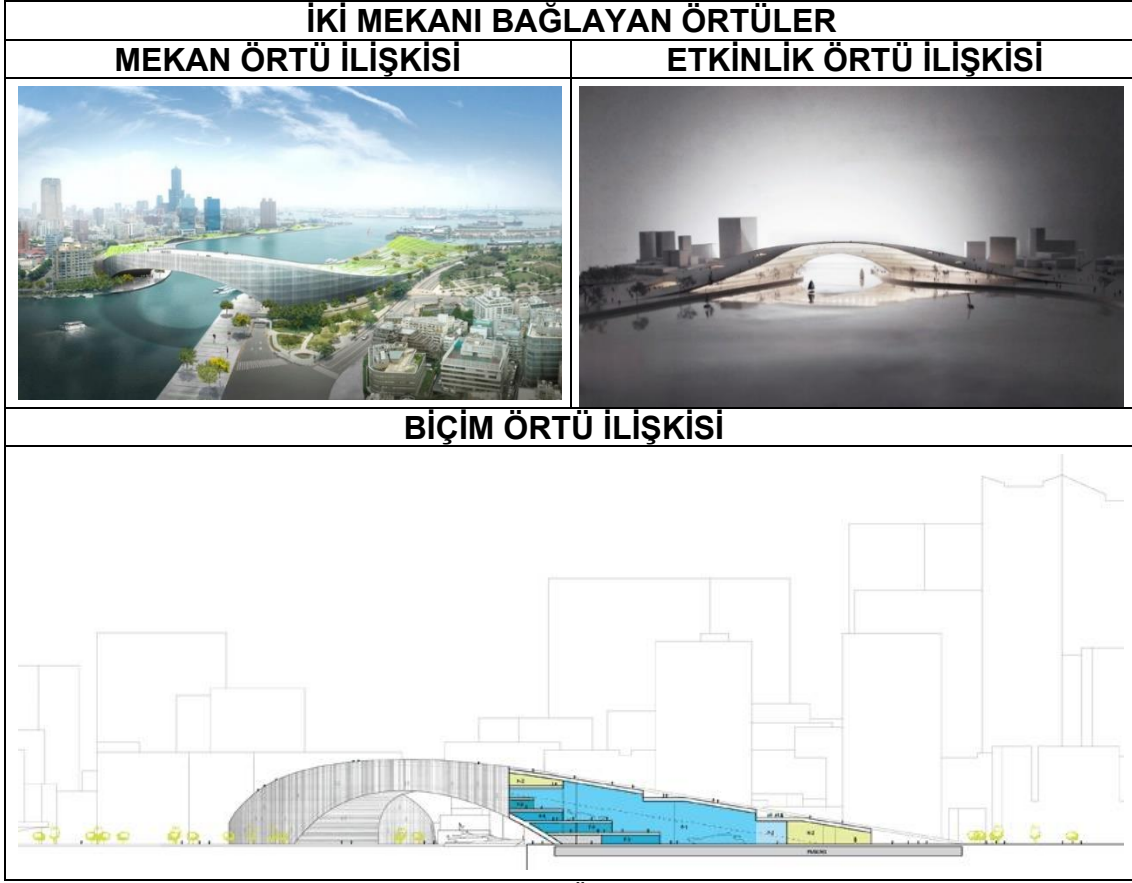 İKİ MEKANI BAĞLAYAN ÖRTÜLER
MEKAN ÖRTÜ İLİŞKİSİ
ETKİNLİK ÖRTÜ İLİŞKİSİ
BİÇİM ÖRTÜ İLİŞKİSİ